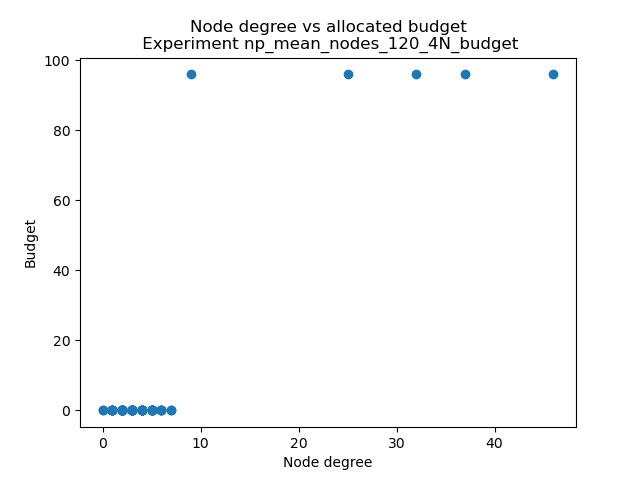 Node degree vs allocated budget
Experiment np_mean_nodes_120_4N_budget
100
80
60
40
20
0
Budget
0 10 20 30 40
Node degree